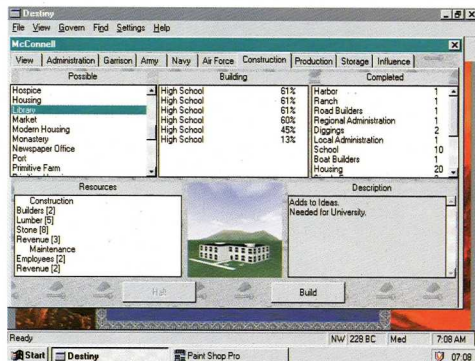 Destiny
File View Govern Find Settings Help
McConnell
View Administration Garrison Army Navy Air Force Construction Production Storage Influence
Possible
Hospice
Housing
Library
Market
Modern Housing
Monastery
Newspaper Office
Port
Primitive Farm
Building
High School 61%
High School 61%
High School 61%
High School 60%
High School 45%
High School 13%
Completed
Harbor 1
Ranch 1
Road Builders 1
Regional Administration 1
Diggings 2
Local Administration 1
School 10
Boat Builders 1
Housing 20
Resources
Construction
Builders [2]
Lumber [5]
Stone [8]
Revenue [3]
Maintenance
Employees [2]
Revenue [2]
Description
Adds to Ideas.
Needed for University.
Halt
Build
Ready NW 228 BC Med 7:08 AM
Start Destiny Paint Shop Pro 07:08